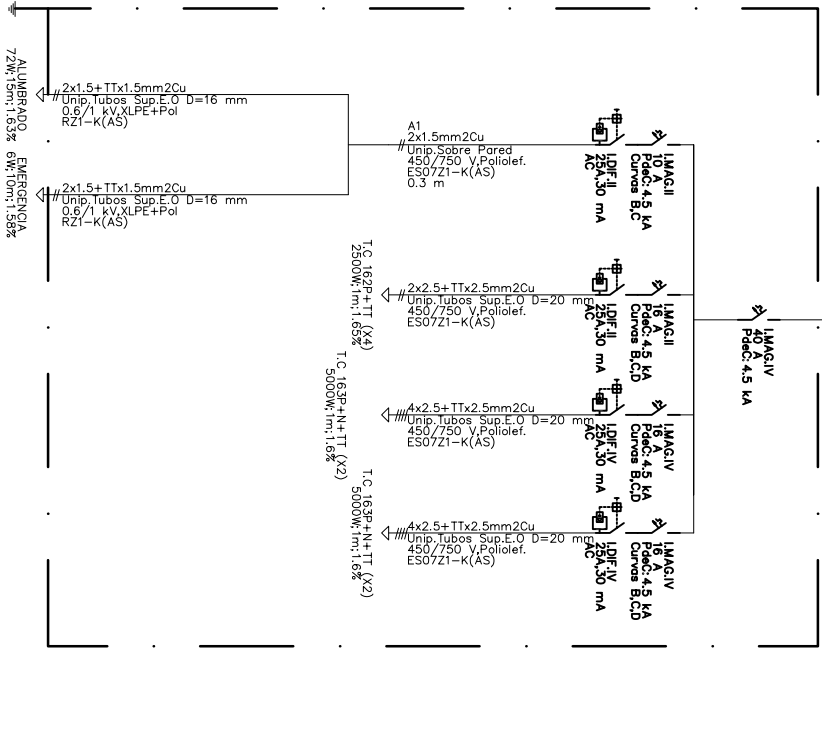 I.MAG.IV
40 A
PdeC: 4.5 kA
I.MAG.II
10 A
PdeC: 4.5 kA
Curvas B,C
I.DIF.II
25A,30 mA
AC
A1
2x1.5mm2Cu
Unip.Sobre Pared
450/750 V,Poliolef.
ES07Z1-K(AS)
0.3 m
2x1.5+TTx1.5mm2Cu
Unip.Tubos Sup.E.O D=16 mm
0.6/1 kV,XLPE+Pol
RZ1-K(AS)
ALUMBRADO
72W;15m;1.63%
2x1.5+TTx1.5mm2Cu
Unip.Tubos Sup.E.O D=16 mm
0.6/1 kV,XLPE+Pol
RZ1-K(AS)
EMERGENCIA
6W;10m;1.58%
I.MAG.II
16 A
PdeC: 4.5 kA
Curvas B,C,D
I.DIF.II
25A,30 mA
AC
2x2.5+TTx2.5mm2Cu
Unip.Tubos Sup.E.O D=20 mm
450/750 V,Poliolef.
ES07Z1-K(AS)
T.C 162P+TT (X4)
2500W;1m;1.65%
I.MAG.IV
16 A
PdeC: 4.5 kA
Curvas B,C,D
I.DIF.IV
25A,30 mA
AC
4x2.5+TTx2.5mm2Cu
Unip.Tubos Sup.E.O D=20 mm
450/750 V,Poliolef.
ES07Z1-K(AS)
T.C 163P+N+TT (X2)
5000W;1m;1.6%
I.MAG.IV
16 A
PdeC: 4.5 kA
Curvas B,C,D
I.DIF.IV
25A,30 mA
AC
4x2.5+TTx2.5mm2Cu
Unip.Tubos Sup.E.O D=20 mm
450/750 V,Poliolef.
ES07Z1-K(AS)
T.C 163P+N+TT (X2)
5000W;1m;1.6%